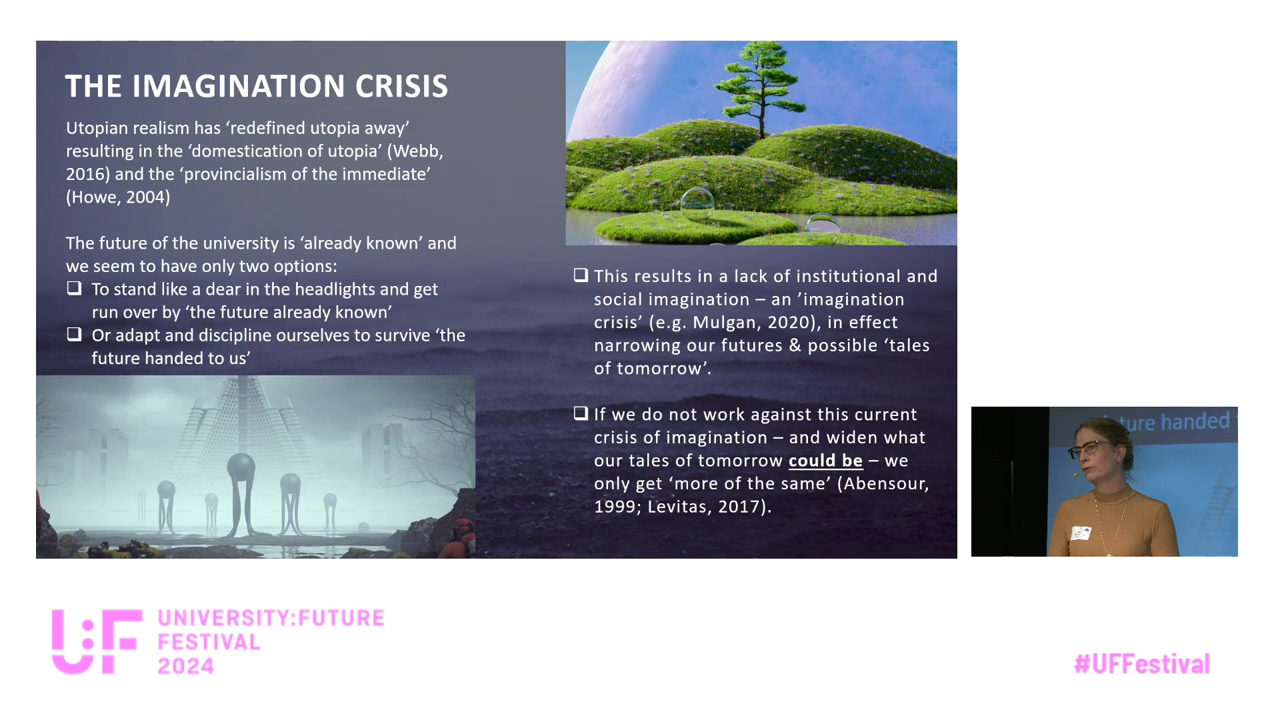 THE IMAGINATION CRISIS
Utopian realism has ‘redefined utopia away’
resulting in the ‘domestication of utopia’ (Webb,
2016) and the ‘provincialism of the immediate’
(Howe, 2004)
The future of the university is ‘already known’ and
we seem to have only two options:
❑ To stand like a dear in the headlights and get
run over by ‘the future already known’
❑ Or adapt and discipline ourselves to survive ‘the
future handed to us’
❑ This results in a lack of institutional and
social imagination – an ’imagination
crisis’ (e.g. Mulgan, 2020), in effect
narrowing our futures & possible ‘tales
of tomorrow’.
❑ If we do not work against this current
crisis of imagination – and widen what
our tales of tomorrow could be – we
only get ‘more of the same’ (Abensour,
1999; Levitas, 2017).
future handed
U:F UNIVERSITY:FUTURE
FESTIVAL
2024
#UFFestival